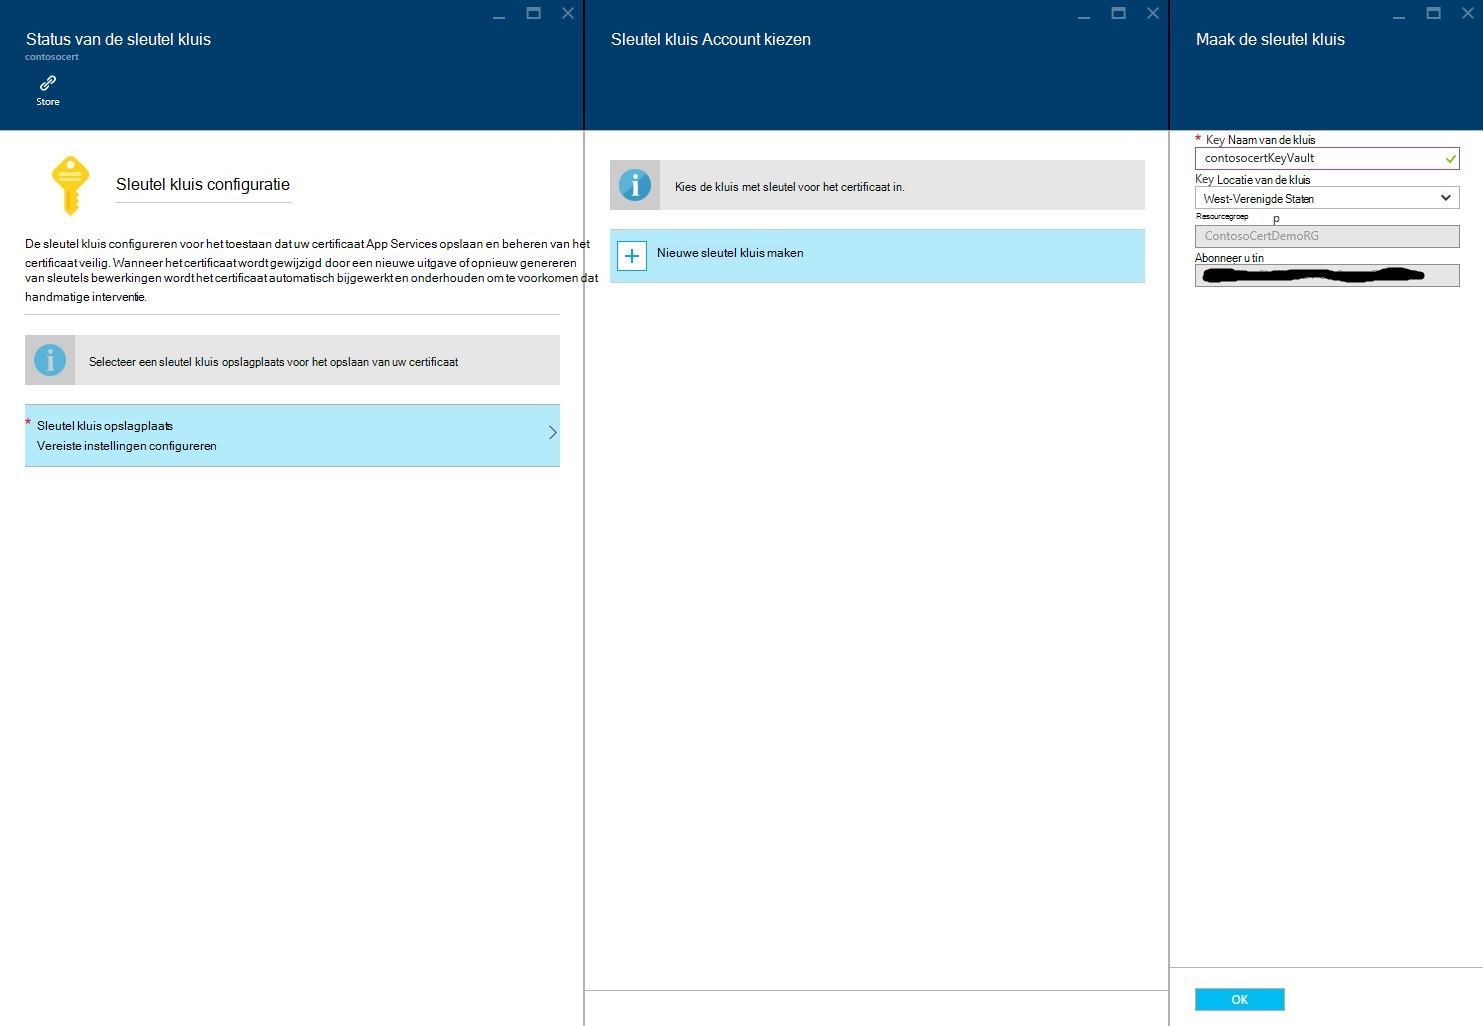 Status van de sleutel kluis
contosocert
Store
Sleutel kluis configuratie
De sleutel kluis configureren voor het toestaan dat uw certificaat App Services opslaan en beheren van het
certificaat veilig. Wanneer het certificaat wordt gewijzigd door een nieuwe uitgave of opnieuw genereren
van sleutels bewerkingen wordt het certificaat automatisch bijgewerkt en onderhouden om te voorkomen dat
handmatige interventie.
Selecteer een sleutel kluis opslagplaats voor het opslaan van uw certificaat
* Sleutel kluis opslagplaats
Vereiste instellingen configureren
Sleutel kluis Account kiezen
Kies de kluis met sleutel voor het certificaat in.
Nieuwe sleutel kluis maken
Maak de sleutel kluis
* Key Naam van de kluis
contosocertKeyVault
Key Locatie van de kluis
West-Verenigde Staten
Resourcegroep p
ContosoCertDemoRG
Abonneer u tin
OK